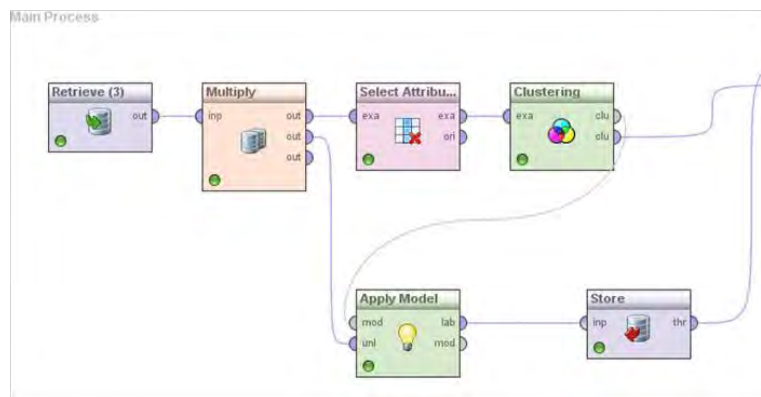 Main Process
Retrieve (3)
out
Multiply
inp
out
out
out
Select Attribu...
exa
exa
ori
Clustering
exa
clu
clu
Apply Model
mod
lab
unl
mod
Store
inp
thr